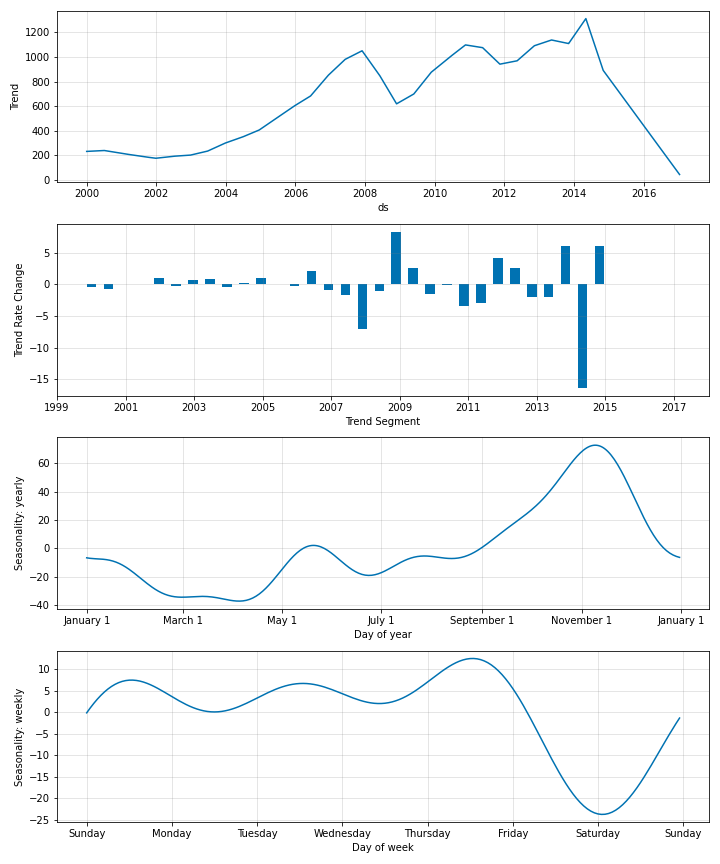 1200
1000
800
600
400
200
0
Trend
2000 2002 2004 2006 2008 2010 2012 2014 2016
ds
5
0
−5
−10
−15
Trend Rate Change
1999 2001 2003 2005 2007 2009 2011 2013 2015 2017
Trend Segment
60
40
20
0
−20
−40
Seasonality: yearly
January 1 March 1 May 1 July 1 September 1 November 1 January 1
Day of year
10
5
0
−5
−10
−15
−20
−25
Seasonality: weekly
Sunday Monday Tuesday Wednesday Thursday Friday Saturday Sunday
Day of week